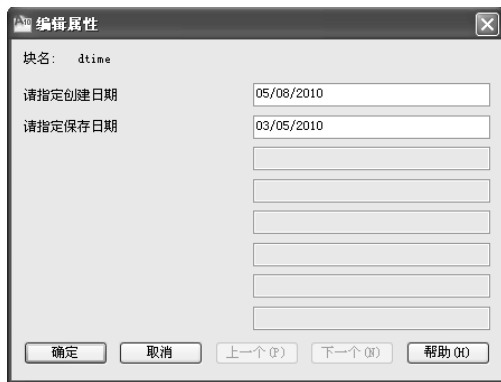 编辑属性
块名: dtime
请指定创建日期 05/08/2010
请指定保存日期 03/05/2010
确定 取消 上一个(P) 下一个(N) 帮助(H)